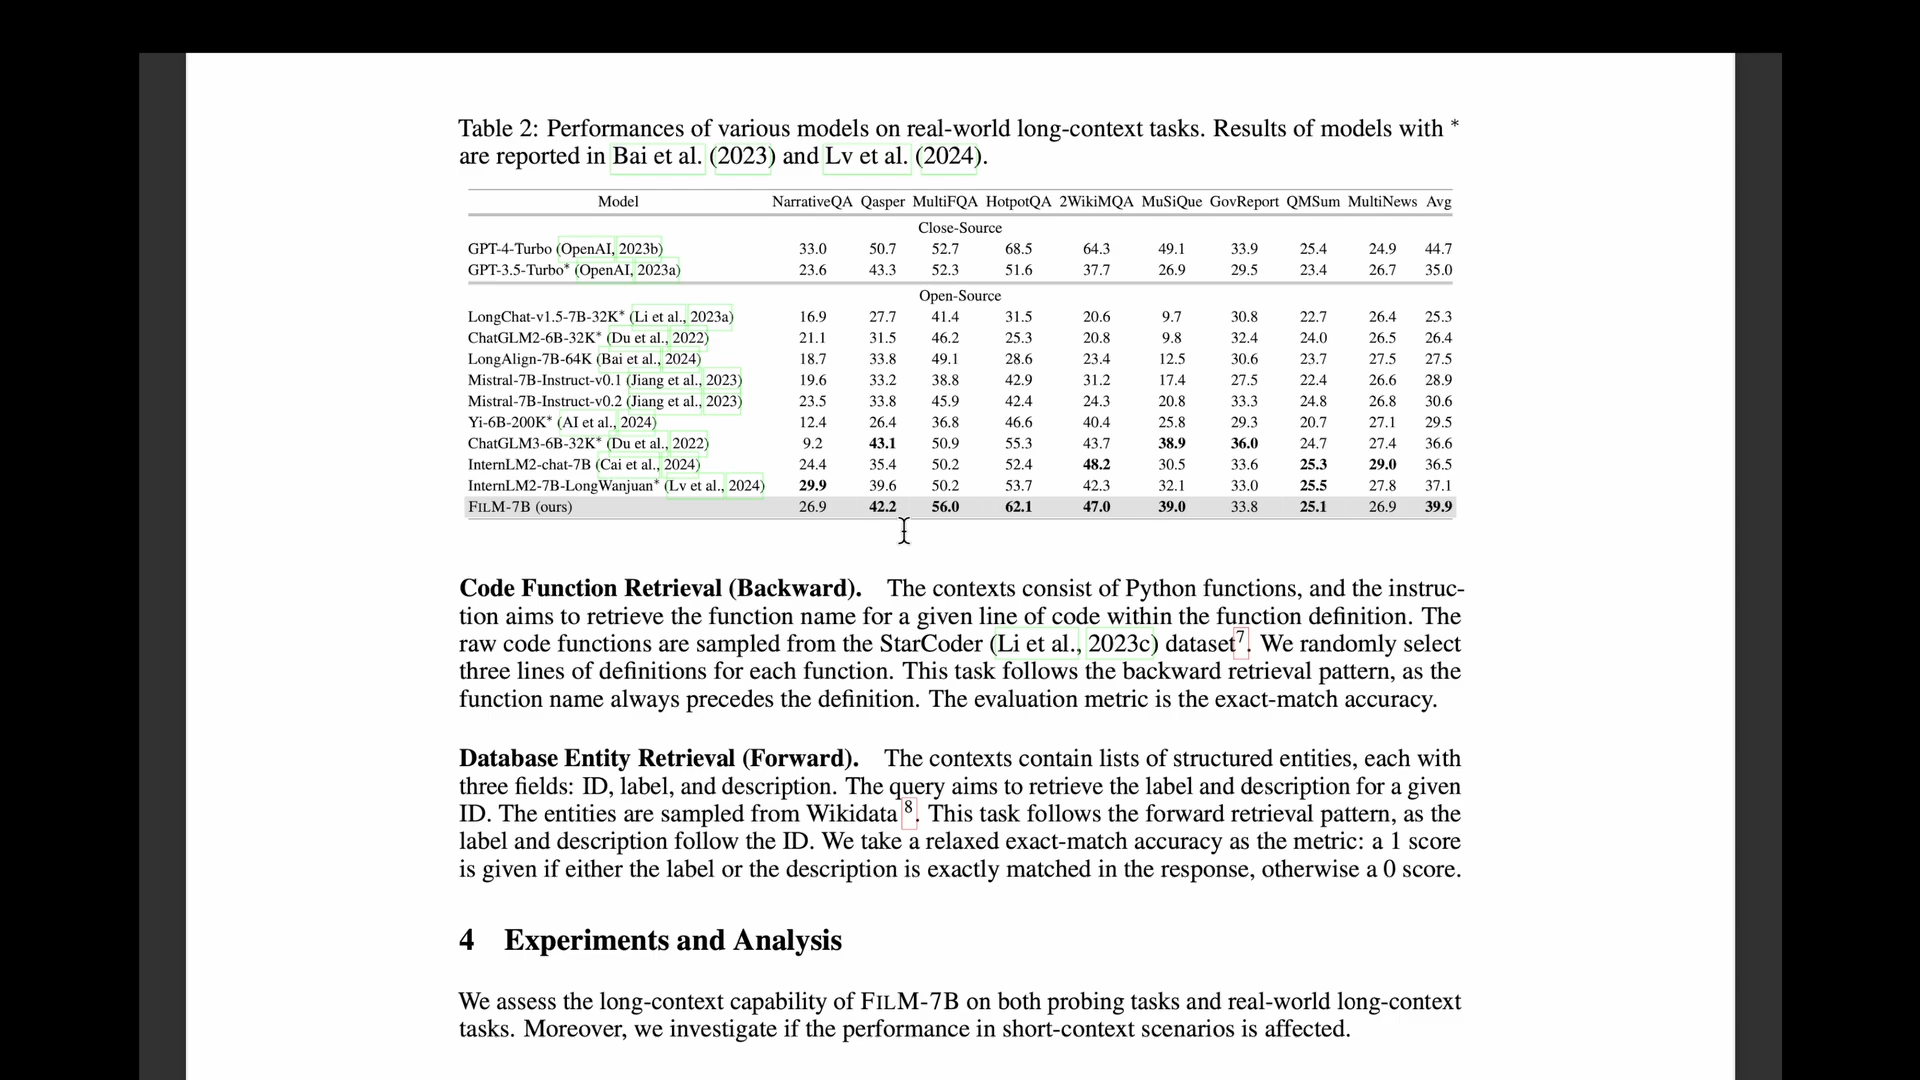 Table 2: Performances of various models on real-world long-context tasks. Results of models with *
are reported in Bai et al. (2023) and Lv et al. (2024).
Model NarrativeQA Qasper MultiFQA HotpotQA 2WikiMQA MuSiQue GovReport QMSum MultiNews Avg
Close-Source
GPT-4-Turbo (OpenAI, 2023b) 33.0 50.7 52.7 68.5 64.3 49.1 33.9 25.4 24.9 44.7
GPT-3.5-Turbo* (OpenAI, 2023a) 23.6 43.3 52.3 51.6 37.7 26.9 29.5 23.4 26.7 35.0
Open-Source
LongChat-v1.5-7B-32K* (Li et al., 2023a) 16.9 27.7 41.4 31.5 20.6 9.7 30.8 22.7 26.4 25.3
ChatGLM2-6B-32K* (Du et al., 2022) 21.1 31.5 46.2 25.3 20.8 9.8 32.4 24.0 26.5 26.4
LongAlign-7B-64K (Bai et al., 2024) 18.7 33.8 49.1 28.6 23.4 12.5 30.6 23.7 27.5 27.5
Mistral-7B-Instruct-v0.1 (Jiang et al., 2023) 19.6 33.2 38.8 42.9 31.2 17.4 27.5 22.4 26.6 28.9
Mistral-7B-Instruct-v0.2 (Jiang et al., 2023) 23.5 33.8 45.9 42.4 24.3 20.8 33.3 24.8 26.8 30.6
Yi-6B-200K* (AI et al., 2024) 12.4 26.4 36.8 46.6 40.4 25.8 29.3 20.7 27.1 29.5
ChatGLM3-6B-32K* (Du et al., 2022) 9.2 43.1 50.9 55.3 43.7 38.9 36.0 24.7 27.4 36.6
InternLM2-chat-7B (Cai et al., 2024) 24.4 35.4 50.2 52.4 48.2 30.5 33.6 25.3 29.0 36.5
InternLM2-7B-LongWanjuan* (Lv et al., 2024) 29.9 39.6 50.2 53.7 42.3 32.1 33.0 25.5 27.8 37.1
FILM-7B (ours) 26.9 42.2 56.0 62.1 47.0 39.0 33.8 25.1 26.9 39.9
Code Function Retrieval (Backward). The contexts consist of Python functions, and the instruc-
tion aims to retrieve the function name for a given line of code within the function definition. The
raw code functions are sampled from the StarCoder (Li et al., 2023c) dataset7. We randomly select
three lines of definitions for each function. This task follows the backward retrieval pattern, as the
function name always precedes the definition. The evaluation metric is the exact-match accuracy.
Database Entity Retrieval (Forward). The contexts contain lists of structured entities, each with
three fields: ID, label, and description. The query aims to retrieve the label and description for a given
ID. The entities are sampled from Wikidata 8. This task follows the forward retrieval pattern, as the
label and description follow the ID. We take a relaxed exact-match accuracy as the metric: a 1 score
is given if either the label or the description is exactly matched in the response, otherwise a 0 score.
4 Experiments and Analysis
We assess the long-context capability of FILM-7B on both probing tasks and real-world long-context
tasks. Moreover, we investigate if the performance in short-context scenarios is affected.